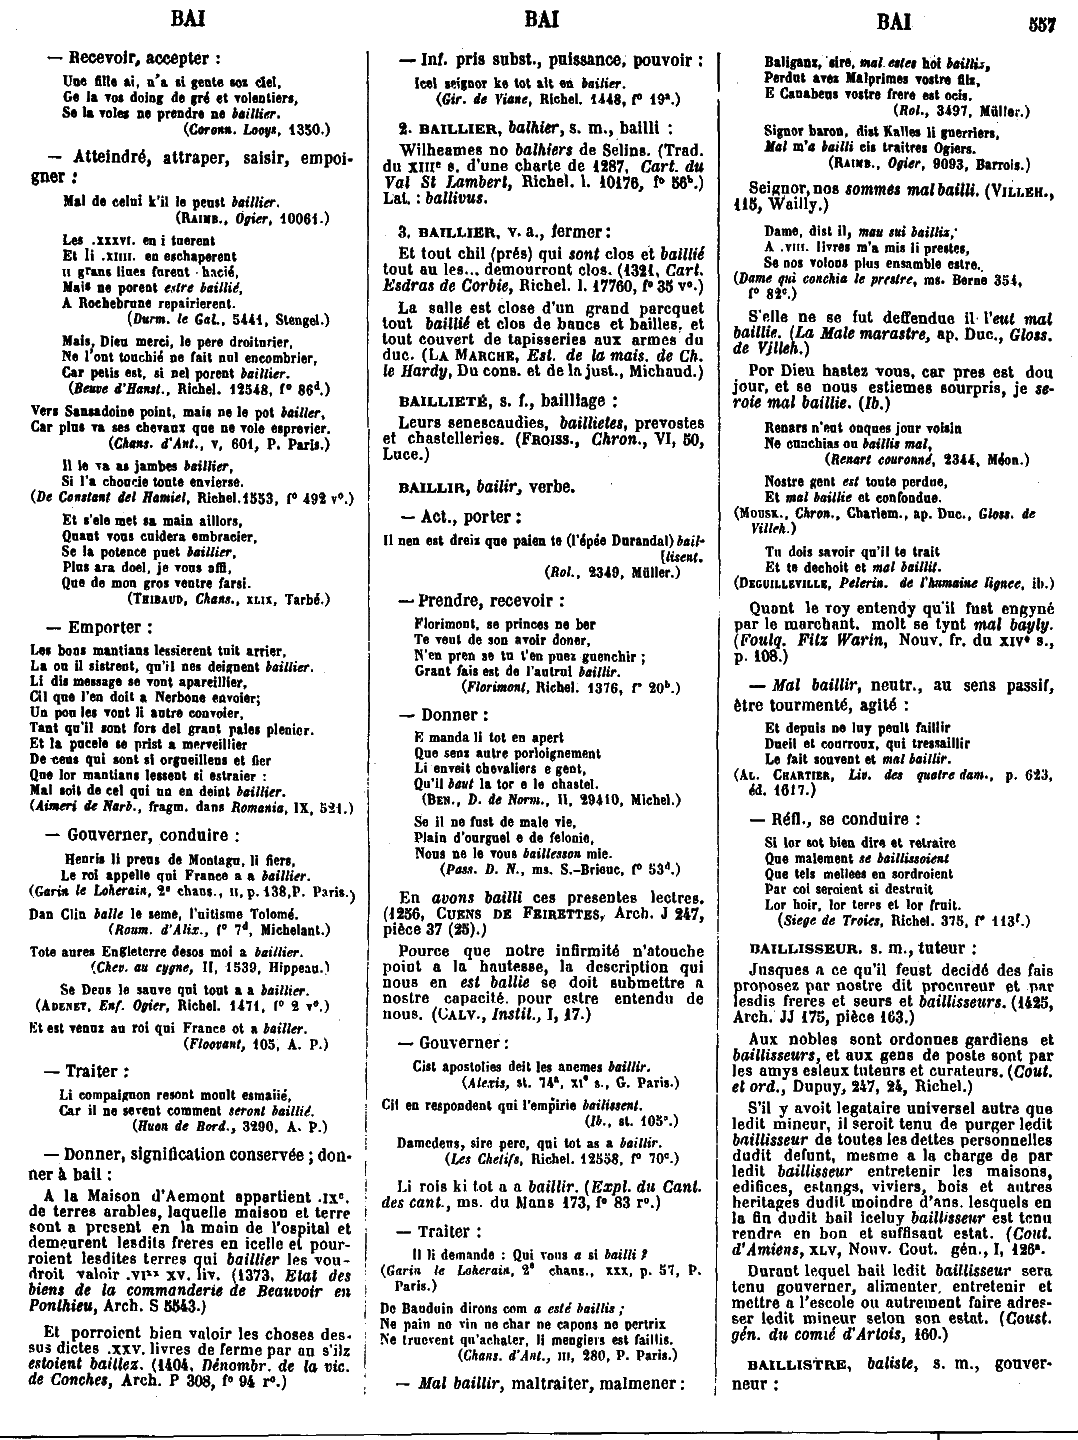 BAI
BAI
BAI
557
— Recevoir, accepter :
Une fille ai, n'a si gente soz ciel,
Ge la vos doing de gré et volentiers,
Se la voles ne prendre ne baillier.
(Coronn. Looys, 1350.)
— Atteindré, attraper, saisir, empoi-
gner :
Mal de celui k'il le peust baillier.
(RAIMB., Ogier, 10061.)
Les .XXXVI. en i tuerent
Et li .XIIII. en eschaperent
u grans liues furent hacié,
Mais ne porent estre baillié,
A Rochebrune repairierent.
(Durm. le Gal., 5441, Stengel.)
Mais, Dieu merci, le pere droiturier,
Ne l'ont touchié ne fait nul encombrier,
Car petis est, si nel porent baillier.
(Beuve d'Hanst., Richel. 12548, f° 86d.)
Vers Sansadoine point, mais ne le pot bailler,
Car plus va ses chevaux que ne vole esprevier.
(Chans. d'Ant., v, 601, P. Paris.)
Il le va as jambes baillier,
Si l'a choucie toute envierse.
(De Constant del Hamiel, Richel. 1553, f° 492 v°.)
Et s'ele met sa main aillors,
Quant vous cuidera embracier,
Se la potence puet baillier,
Plus ara doel, je vous affi,
Que de mon gros ventre farsi.
(THIBAUD, Chans., XLIX, Tarbé.)
— Emporter :
Les bons mantians lessierent tuit arrier,
La ou il sistrent, qu'il nes deignent baillier.
Li dis message se vont apareillier,
Cil que l'en doit a Nerbone envoier;
Un pou les vont li autre convoier,
Tant qu'il sont fors del grant pales plenier.
Et la pucele se prist a merveillier
De ceus qui sont si orgueilleus et fier
Que lor mantians lessent si estraier :
Mal soit de cel qui un en deint baillier.
(Aimeri de Narb., fragm. dans Romania, IX, 521.)
— Gouverner, conduire :
Henris li preus de Montagu, li fiers,
Le roi appelle qui France a a baillier.
(Garin le Loherain, 2e chans., II, p. 138, P. Paris.)
Dan Clin balle le seme, l'uitisme Tolomé.
(Roum. d'Alix., f° 7d, Michelant.)
Tote aures Engleterre desos moi a baillier.
(Chev. au cygne, II, 1539, Hippeau.)
Se Deus le sauve qui tout a a baillier.
(ADENET, Enf. Ogier, Richel. 1471, f° 2 v°.)
Et est venuz au roi qui France ot a bailler.
(Floovant, 105, A. P.)
— Traiter :
Li compaignon resont moult esmaiié,
Car il ne sevent comment seront baillié.
(Huon de Bord., 3290, A. P.)
— Donner, signification conservée ; don-
ner à bail :
A la Maison d'Aemont appartient .IXc.
de terres arables, laquelle maison et terre
sont a present en la main de l'ospital et
demeurent lesdits freres en icelle et pour-
roient lesdites terres qui baillier les vou-
droit valoir .VIxx XV. liv. (1373, Etat des
biens de la commanderie de Beauvoir en
Ponthieu, Arch. S 5543.)
Et porroient bien valoir les choses des-
sus dictes .XXV. livres de ferme par an s'ilz
estoient baillez. (1404, Dénombr. de la vic.
de Conches, Arch. P 308, f° 94 r°.)
— Inf. pris subst., puissance, pouvoir :
Icel seignor ke tot ait en bailier.
(Gir. de Viane, Richel. 1448, f° 19a.)
2. BAILLIER, balhier, s. m., bailli :
Wilheames no balhiers de Selins. (Trad.
du XIIIe s. d'une charte de 1287, Cart. du
Val St Lambert, Richel. l. 10176, f° 56b.)
Lat. : ballivus.
3. BAILLIER, v. a., fermer :
Et tout chil (prés) qui sont clos et baillié
tout au les... demourront clos. (1321, Cart.
Esdras de Corbie, Richel. l. 17760, f° 35 v°.)
La salle est close d'un grand parcquet
tout baillié et clos de bancs et bailles, et
tout couvert de tapisseries aux armes du
duc. (LA MARCHE, Est. de la mais. de Ch.
le Hardy, Du cons. et de la just., Michaud.)
BAILLIETÉ, s. f., bailliage :
Leurs senescaudies, baillietes, prevostes
et chastelleries. (FROISS., Chron., VI, 50,
Luce.)
BAILLIR, bailir, verbe.
— Act., porter :
Il nen est dreiz que paien te (l'épée Durandal) bail-
[lisent.
(Rol., 2349, Müller.)
— Prendre, recevoir :
Florimont, se princes ne ber
Te veut de son avoir doner,
N'en pren se tu t'en puez guenchir ;
Grant fais est de l'autrui baillir.
(Florimont, Richel. 1376, f° 20b.)
— Donner :
E manda li tot en apert
Que senz autre porloignement
Li enveit chevaliers e gent,
Qu'il baut la tor e le chastel.
(BEN., D. de Norm., II, 29410, Michel.)
Se il ne fust de male vie,
Plain d'ourguel e de felonie,
Nous ne le vous baillesson mie.
(Pass. D. N., ms. S.-Brieuc, f° 53d.)
En avons bailli ces presentes lectres.
(1256, CUENS DE FEIRETTES, Arch. J 247,
pièce 37 (25).)
Pource que notre infirmité n'atouche
point a la hautesse, la description qui
nous en est ballie se doit submettre a
nostre capacité, pour estre entendu de
nous. (CALV., Instit., I, 17.)
— Gouverner :
Cist apostolies deit les anemes baillir.
(Alexis, st. 74a, XIe s., G. Paris.)
Cil en respondent qui l'empirie bailissent.
(Ib., st. 105c.)
Damedeus, sire pere, qui tot as a baillir.
(Les Chetifs, Richel. 12558, f° 70c.)
Li rois ki tot a a baillir. (Expl. du Cant.
des cant., ms. du Mans 173, f° 83 r°.)
— Traiter :
Il li demande : Qui vous a si bailli ?
(Garin le Loherain, 2e chans., XXX, p. 57, P.
Paris.)
De Bauduin dirons com a esté baillis ;
Ne pain ne vin ne char ne capons ne pertrix
Ne truevent qu'achater, li mengiers est faillis.
(Chans. d'Ant., III, 280, P. Paris.)
— Mal baillir, maltraiter, malmener :
Baliganz, sire, mal estes hoi baillis,
Perdut avez Malprimes vostre filz,
E Canabeus vostre frere est ocis.
(Rol., 3497, Müller.)
Signor baron, dist Kalles li guerriers,
Mal m'a bailli cis traitres Ogiers.
(RAIMB., Ogier, 9093, Barrois.)
Seignor, nos sommes mal bailli. (VILLEH.,
115, Wailly.)
Dame, dist il, mau sui bailliz,
A .VIII. livres m'a mis li prestes,
Se nos volons plus ensamble estre.
(Dame qui conchia le prestre, ms. Berne 354,
f° 82c.)
S'elle ne se fut deffendue il l'eut mal
baillie. (La Male marastre, ap. Duc., Gloss.
de Villeh.)
Por Dieu hastez vous, car pres est dou
jour, et se nous estiemes sourpris, je se-
roie mal baillie. (Ib.)
Renars n'eut onques jour voisin
Ne cunchias ou baillis mal,
(Renart couronné, 2344, Méon.)
Nostre gent est toute perdue,
Et mal baillie et confondue.
(MOUSK., Chron., Charlem., ap. Duc., Gloss. de
Villeh.)
Tu dois savoir qu'il te trait
Et te dechoit et mal baillit.
(DEGUILLEVILLE, Pelerin. de l'humaine lignee, ib.)
Quant le roy entendy qu'il fust engyné
par le marchant, molt se tynt mal bayly.
(Foulq. Fitz Warin, Nouv. fr. du XIVe s.,
p. 108.)
— Mal baillir, neutr., au sens passif,
être tourmenté, agité :
Et depuis ne luy peult faillir
Dueil et courroux, qui tressaillir
Le fait souvent et mal baillir.
(AL. CHARTIER, Liv. des quatre dam., p. 623,
éd. 1617.)
— Réfl., se conduire :
Si lor sot bien dire et retraire
Que malement se baillissoient
Que tels mellees en sordroient
Par coi seroient si destruit
Lor hoir, lor terre et lor fruit.
(Siege de Troies, Richel. 375, f° 113f.)
BAILLISSEUR. s. m., tuteur :
Jusques a ce qu'il feust decidé des fais
proposez par nostre dit procureur et par
lesdis freres et seurs et baillisseurs. (1425,
Arch. JJ 175, pièce 163.)
Aux nobles sont ordonnes gardiens et
baillisseurs, et aux gens de poste sont par
les amys esleux tuteurs et curateurs. (Cout.
et ord., Dupuy, 247, 24, Richel.)
S'il y avoit legataire universel autre que
ledit mineur, il seroit tenu de purger ledit
baillisseur de toutes les dettes personnelles
dudit defunt, mesme a la charge de par
ledit baillisseur entretenir les maisons,
edifices, estangs, viviers, bois et autres
heritages dudit moindre d'ans, lesquels en
la fin dudit bail iceluy baillisseur est tenu
rendre en bon et suffisant estat. (Cout.
d'Amiens, XLV, Nouv. Cout. gén., I, 126a.
Durant lequel bail ledit baillisseur sera
tenu gouverner, alimenter, entretenir et
mettre a l'escole ou autrement faire adres-
ser ledit mineur selon son estat. (Coust.
gén. du comté d'Artois, 160.)
BAILLISTRE, baliste, s. m., gouver-
neur :